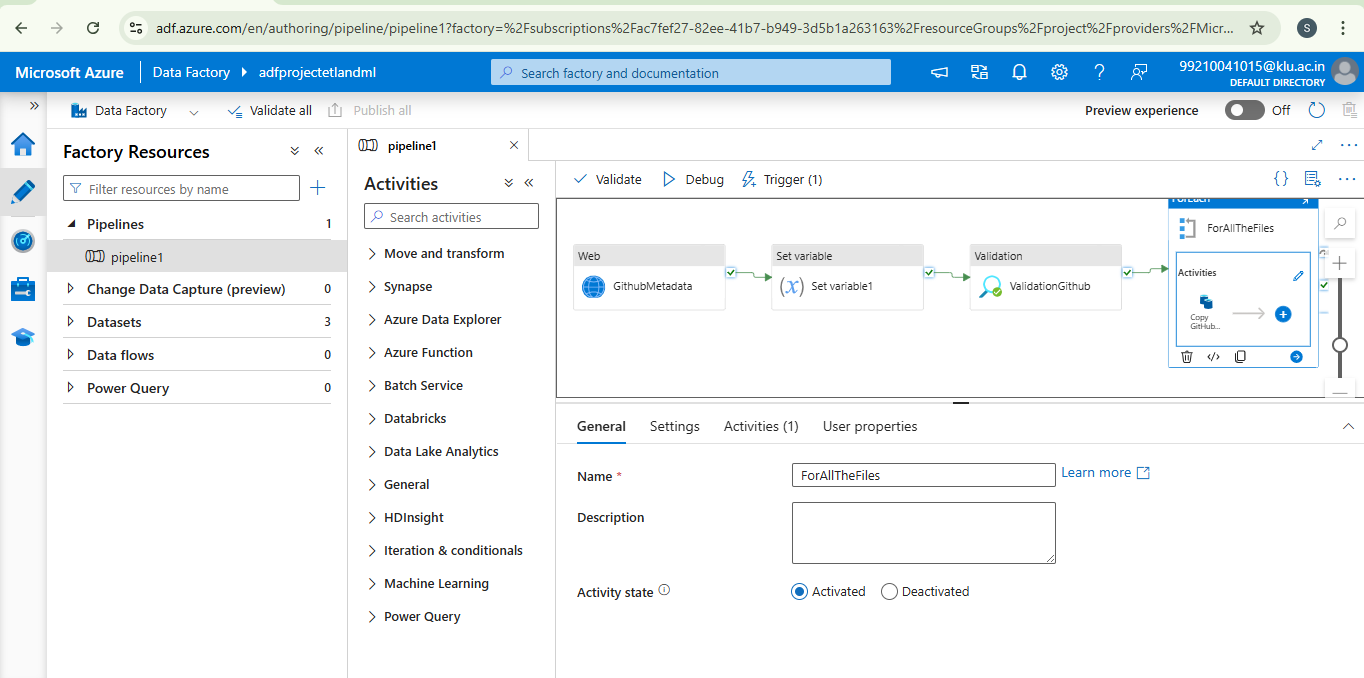 adf.azure.com/en/authoring/pipeline/pipeline1?factory=%2Fsubscriptions%2Fac7fef27-82ee-41b7-b949-3d5b1a263163%2FresourceGroups%2Fproject%2Fproviders%2FMicr...
S
Microsoft Azure
Data Factory
adfprojectetlandml
Search factory and documentation
99210041015@klu.ac.in
DEFAULT DIRECTORY
Data Factory
Validate all
Publish all
Preview experience
Off
Factory Resources
Filter resources by name
Pipelines 1
pipeline1
Change Data Capture (preview) 0
Datasets 3
Data flows 0
Power Query 0
pipeline1
Activities
Search activities
Move and transform
Synapse
Azure Data Explorer
Azure Function
Batch Service
Databricks
Data Lake Analytics
General
HDInsight
Iteration & conditionals
Machine Learning
Power Query
Validate
Debug
Trigger (1)
Web
GithubMetadata
Set variable
(x) Set variable1
Validation
ValidationGithub
ForEach
ForAllTheFiles
Activities
Copy
GitHub...
General
Settings
Activities (1)
User properties
Name *
ForAllTheFiles
Learn more
Description
Activity state
Activated
Deactivated